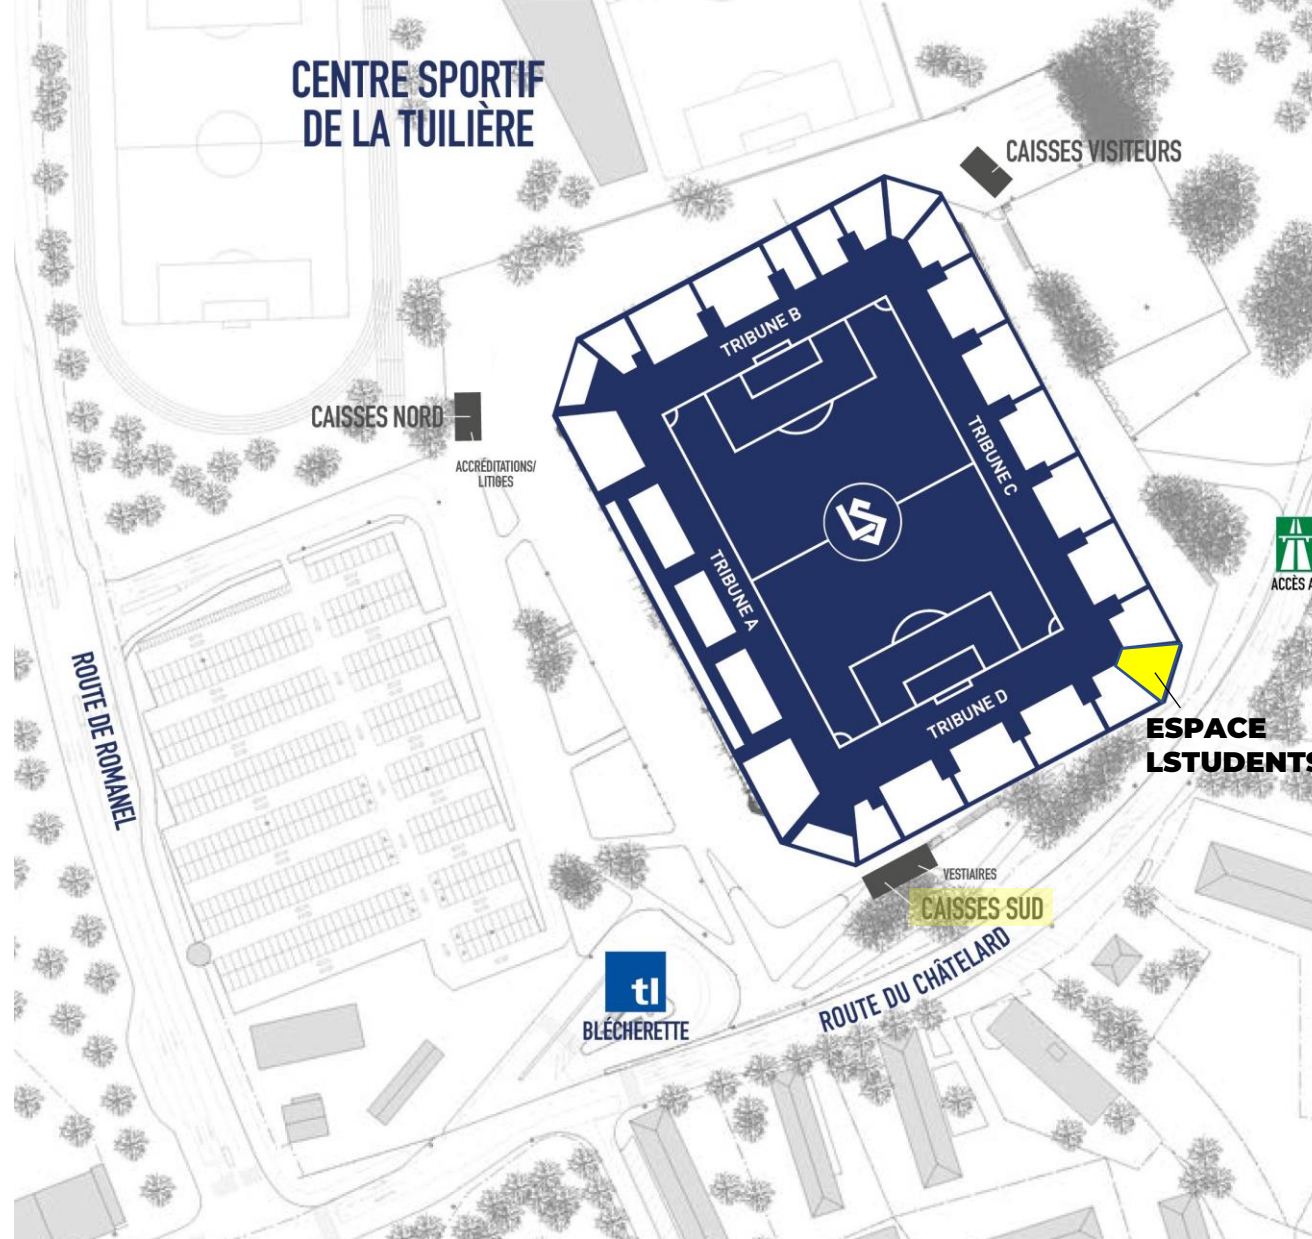 CENTRE SPORTIF
DE LA TUILIÈRE
CAISSES VISITEURS
TRIBUNE B
CAISSES NORD
ACCRÉDITATIONS/
LITIGES
TRIBUNE C
TRIBUNE A
ACCÈS A
ROUTE DE ROMANEL
TRIBUNE D
ESPACE
LSTUDENTS
VESTIAIRES
CAISSES SUD
ROUTE DU CHÂTELARD
tl
BLÉCHERETTE